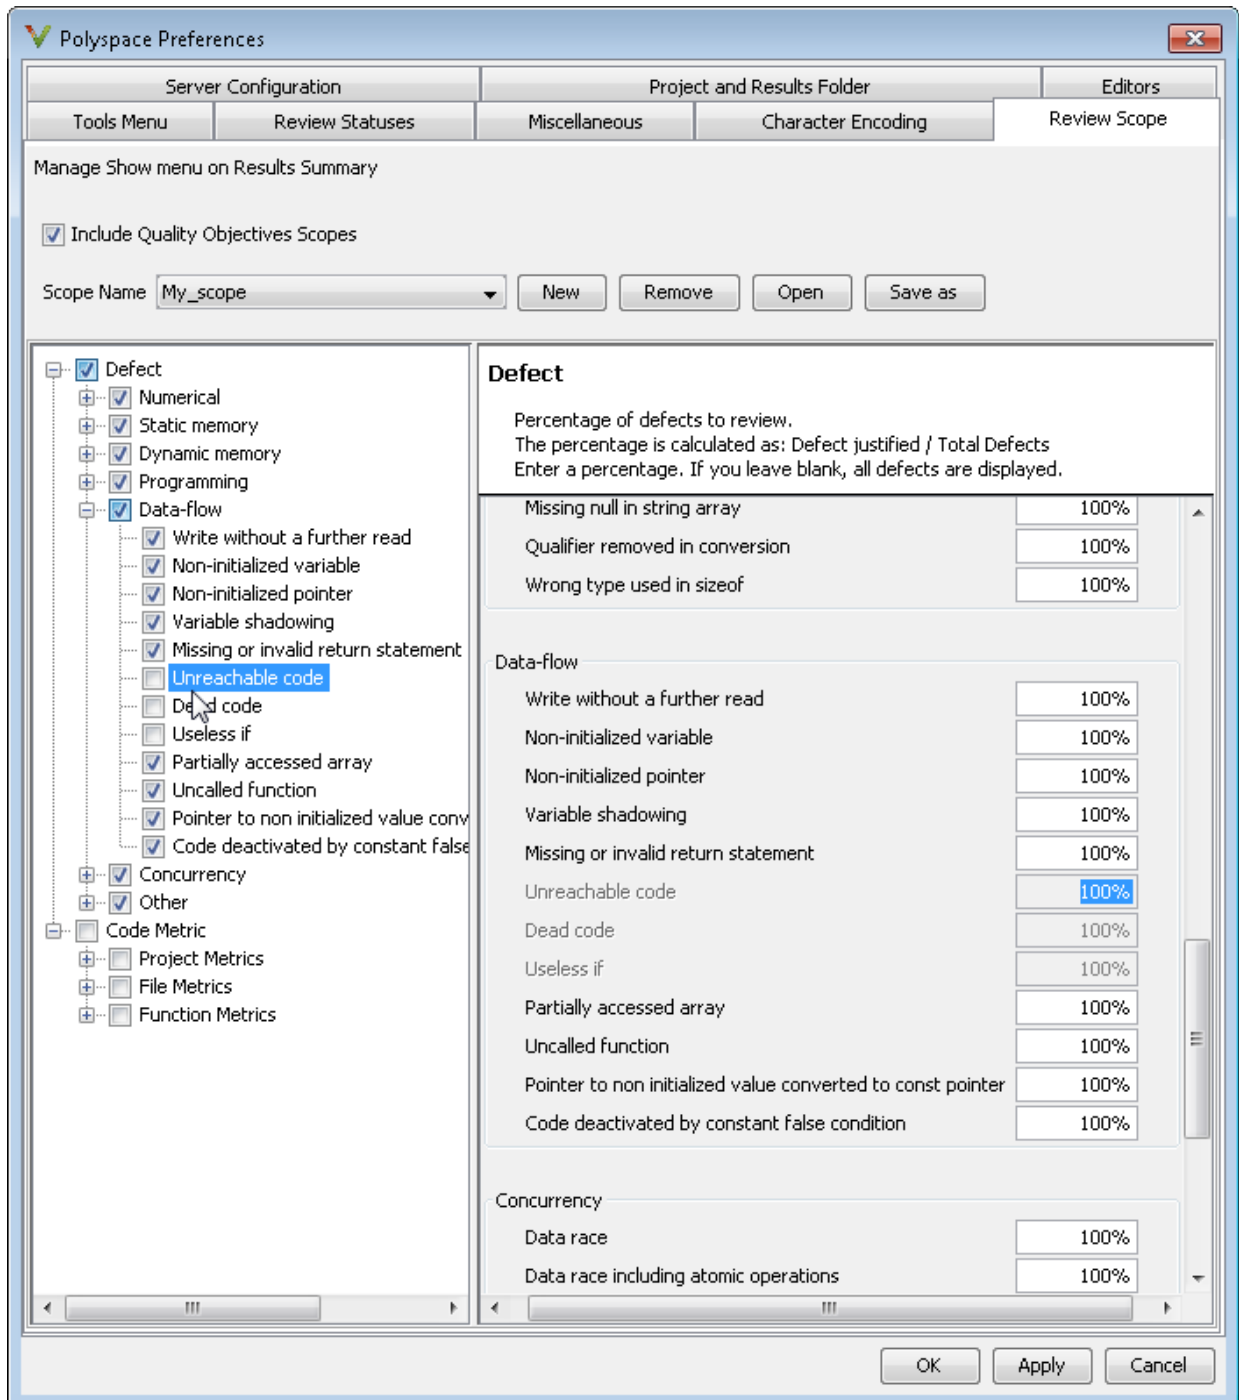 Polyspace Preferences
Server Configuration
Project and Results Folder
Editors
Tools Menu
Review Statuses
Miscellaneous
Character Encoding
Review Scope
Manage Show menu on Results Summary
Include Quality Objectives Scopes
Scope Name My_scope New Remove Open Save as
Defect
Numerical
Static memory
Dynamic memory
Programming
Data-flow
Write without a further read
Non-initialized variable
Non-initialized pointer
Variable shadowing
Missing or invalid return statement
Unreachable code
Dead code
Useless if
Partially accessed array
Uncalled function
Pointer to non initialized value conv
Code deactivated by constant false
Concurrency
Other
Code Metric
Project Metrics
File Metrics
Function Metrics
Defect
Percentage of defects to review.
The percentage is calculated as: Defect justified / Total Defects
Enter a percentage. If you leave blank, all defects are displayed.
Missing null in string array 100%
Qualifier removed in conversion 100%
Wrong type used in sizeof 100%
Data-flow
Write without a further read 100%
Non-initialized variable 100%
Non-initialized pointer 100%
Variable shadowing 100%
Missing or invalid return statement 100%
Unreachable code 100%
Dead code 100%
Useless if 100%
Partially accessed array 100%
Uncalled function 100%
Pointer to non initialized value converted to const pointer 100%
Code deactivated by constant false condition 100%
Concurrency
Data race 100%
Data race including atomic operations 100%
OK Apply Cancel